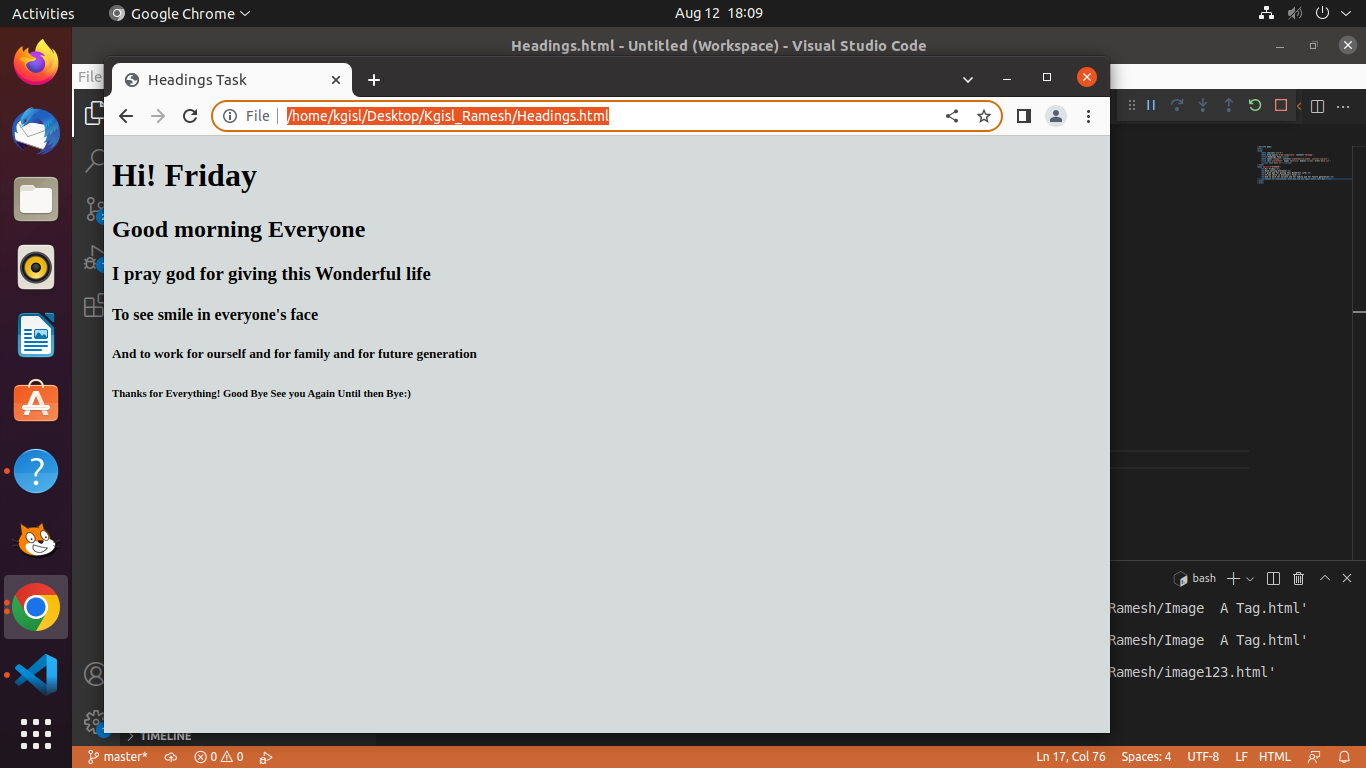 Activities
Google Chrome
Aug 12 18:09
Headings.html - Untitled (Workspace) - Visual Studio Code
File
Headings Task
File
/home/kgisl/Desktop/Kgisl_Ramesh/Headings.html
Hi! Friday
Good morning Everyone
I pray god for giving this Wonderful life
To see smile in everyone's face
And to work for ourself and for family and for future generation
Thanks for Everything! Good Bye See you Again Until then Bye:)
bash
Ramesh/Image  A Tag.html'
Ramesh/Image  A Tag.html'
Ramesh/image123.html'
TIMELINE
master* 0 0 Ln 17, Col 76 Spaces: 4 UTF-8 LF HTML